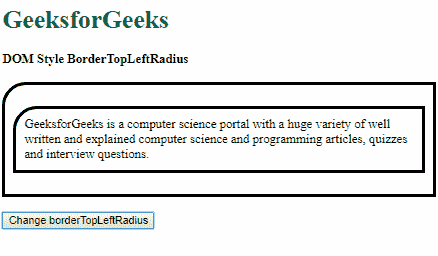 GeeksforGeeks
DOM Style BorderTopLeftRadius
GeeksforGeeks is a computer science portal with a huge variety of well
written and explained computer science and programming articles, quizzes
and interview questions.
Change borderTopLeftRadius